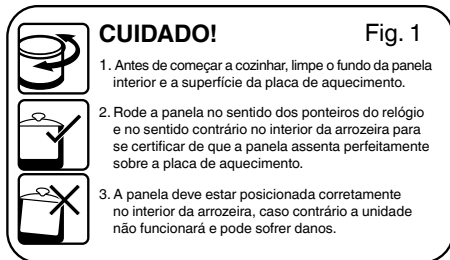 CUIDADO!
Fig. 1
1. Antes de começar a cozinhar, limpe o fundo da panela
interior e a superfície da placa de aquecimento.
2. Rode a panela no sentido dos ponteiros do relógio
e no sentido contrário no interior da arrozeira para
se certificar de que a panela assenta perfeitamente
sobre a placa de aquecimento.
3. A panela deve estar posicionada corretamente
no interior da arrozeira, caso contrário a unidade
não funcionará e pode sofrer danos.